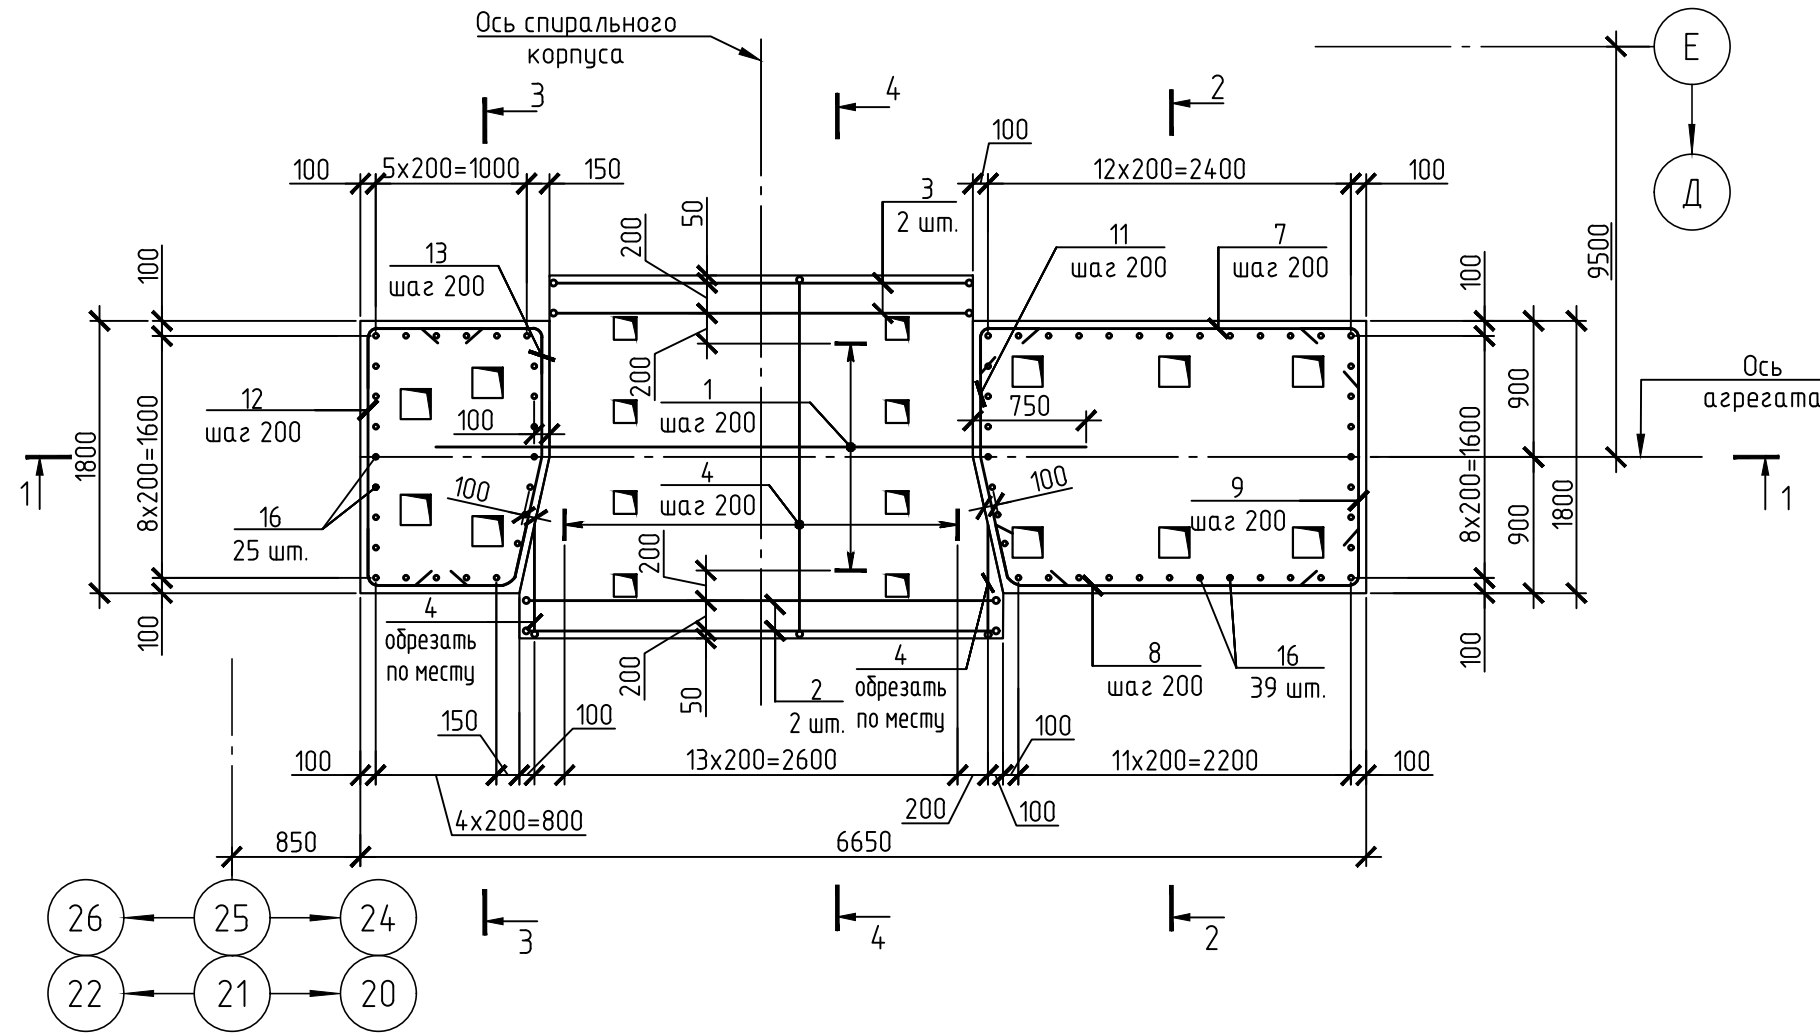 Ось спирального
корпуса
Е
Д
3
4
2
100
5x200=1000
150
100
12x200=2400
100
3
2 шт.
50
200
200
13
шаг 200
11
шаг 200
7
шаг 200
9500
100
100
Ось
агрегата
12
шаг 200
100
1
шаг 200
750
900
1800
8x200=1600
4
шаг 200
100
100
9
шаг 200
8x200=1600
900
1800
1
1
16
25 шт.
200
100
100
4
обрезать
по месту
200
50
2
2 шт.
4
обрезать
по месту
8
шаг 200
16
39 шт.
100
150
100
13x200=2600
100
11x200=2200
100
4x200=800
200
100
850
6650
26
25
24
22
21
20
3
4
2